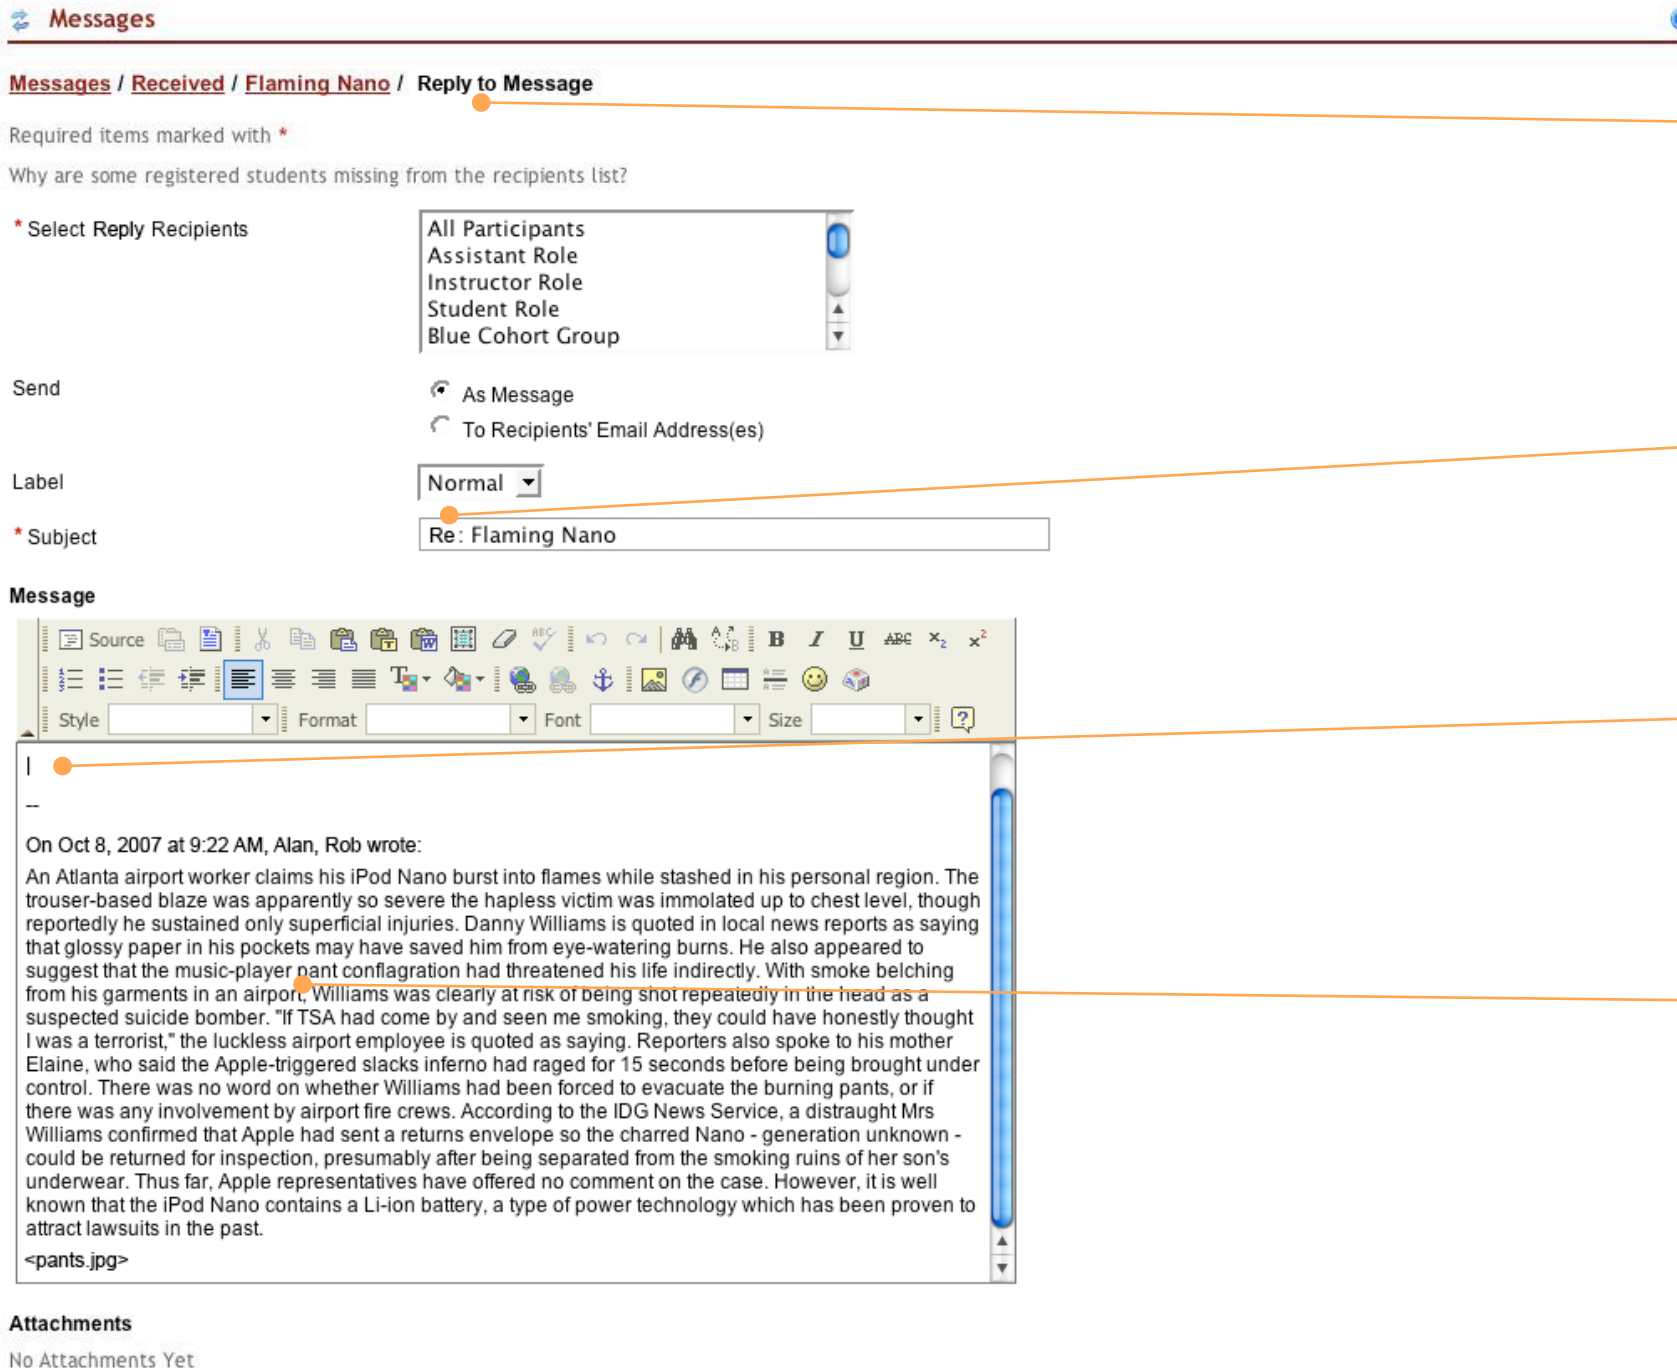 Messages
Messages / Received / Flaming Nano / Reply to Message
Required items marked with *
Why are some registered students missing from the recipients list?
* Select Reply Recipients
All Participants
Assistant Role
Instructor Role
Student Role
Blue Cohort Group
Send
As Message
To Recipients' Email Address(es)
Label
Normal
* Subject
Re: Flaming Nano
Message
Source ABC B I U ABC x2 x2
Style Format Font Size
--
On Oct 8, 2007 at 9:22 AM, Alan, Rob wrote:
An Atlanta airport worker claims his iPod Nano burst into flames while stashed in his personal region. The
trouser-based blaze was apparently so severe the hapless victim was immolated up to chest level, though
reportedly he sustained only superficial injuries. Danny Williams is quoted in local news reports as saying
that glossy paper in his pockets may have saved him from eye-watering burns. He also appeared to
suggest that the music-player pant conflagration had threatened his life indirectly. With smoke belching
from his garments in an airport, Williams was clearly at risk of being shot repeatedly in the head as a
suspected suicide bomber. "If TSA had come by and seen me smoking, they could have honestly thought
I was a terrorist," the luckless airport employee is quoted as saying. Reporters also spoke to his mother
Elaine, who said the Apple-triggered slacks inferno had raged for 15 seconds before being brought under
control. There was no word on whether Williams had been forced to evacuate the burning pants, or if
there was any involvement by airport fire crews. According to the IDG News Service, a distraught Mrs
Williams confirmed that Apple had sent a returns envelope so the charred Nano - generation unknown -
could be returned for inspection, presumably after being separated from the smoking ruins of her son's
underwear. Thus far, Apple representatives have offered no comment on the case. However, it is well
known that the iPod Nano contains a Li-ion battery, a type of power technology which has been proven to
attract lawsuits in the past.
<pants.jpg>
Attachments
No Attachments Yet